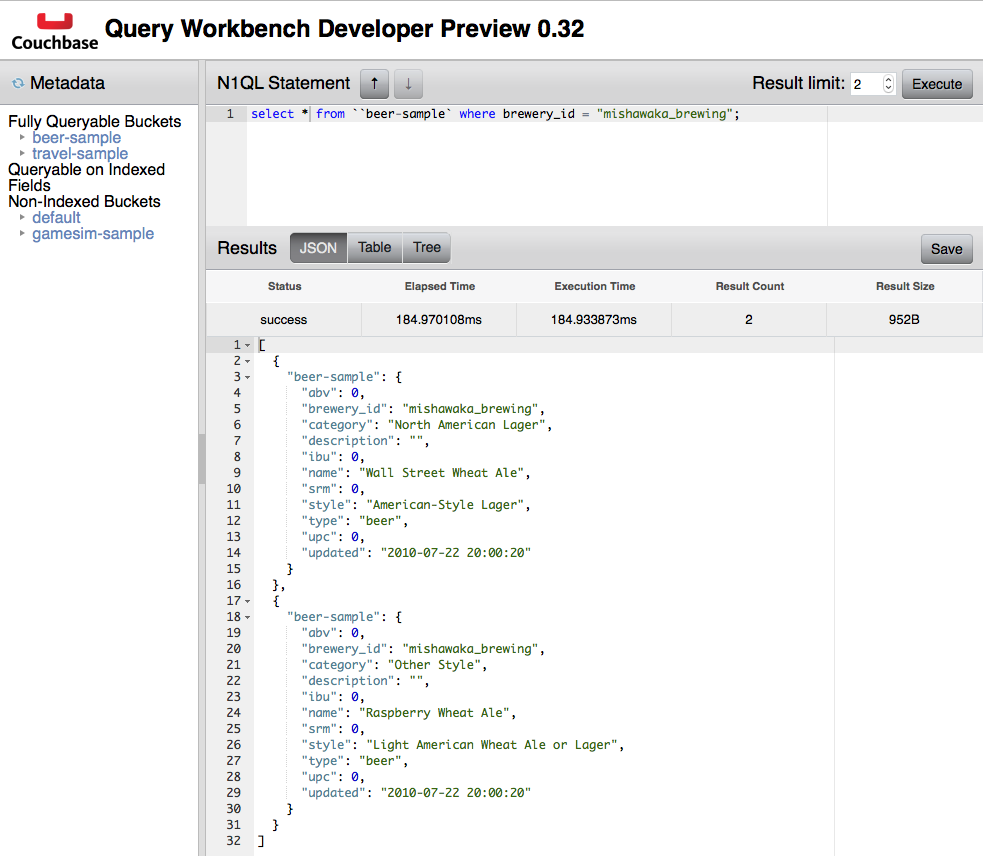 Couchbase
Query Workbench Developer Preview 0.32
Metadata
Fully Queryable Buckets
beer-sample
travel-sample
Queryable on Indexed
Fields
Non-Indexed Buckets
default
gamesim-sample
N1QL Statement ↑ ↓ Result limit: 2 Execute
1 select * from ``beer-sample` where brewery_id = "mishawaka_brewing";
Results JSON Table Tree Save
Status Elapsed Time Execution Time Result Count Result Size
success 184.970108ms 184.933873ms 2 952B
1 [
2 {
3 "beer-sample": {
4 "abv": 0,
5 "brewery_id": "mishawaka_brewing",
6 "category": "North American Lager",
7 "description": "",
8 "ibu": 0,
9 "name": "Wall Street Wheat Ale",
10 "srm": 0,
11 "style": "American-Style Lager",
12 "type": "beer",
13 "upc": 0,
14 "updated": "2010-07-22 20:00:20"
15 }
16 },
17 {
18 "beer-sample": {
19 "abv": 0,
20 "brewery_id": "mishawaka_brewing",
21 "category": "Other Style",
22 "description": "",
23 "ibu": 0,
24 "name": "Raspberry Wheat Ale",
25 "srm": 0,
26 "style": "Light American Wheat Ale or Lager",
27 "type": "beer",
28 "upc": 0,
29 "updated": "2010-07-22 20:00:20"
30 }
31 }
32 ]